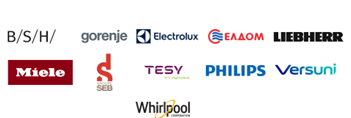 B/S/H/
gorenje
Electrolux
ЕЛДОМ
LIEBHERR
Miele
SEB
TESY
PHILIPS
Versuni
Whirlpool
CORPORATION